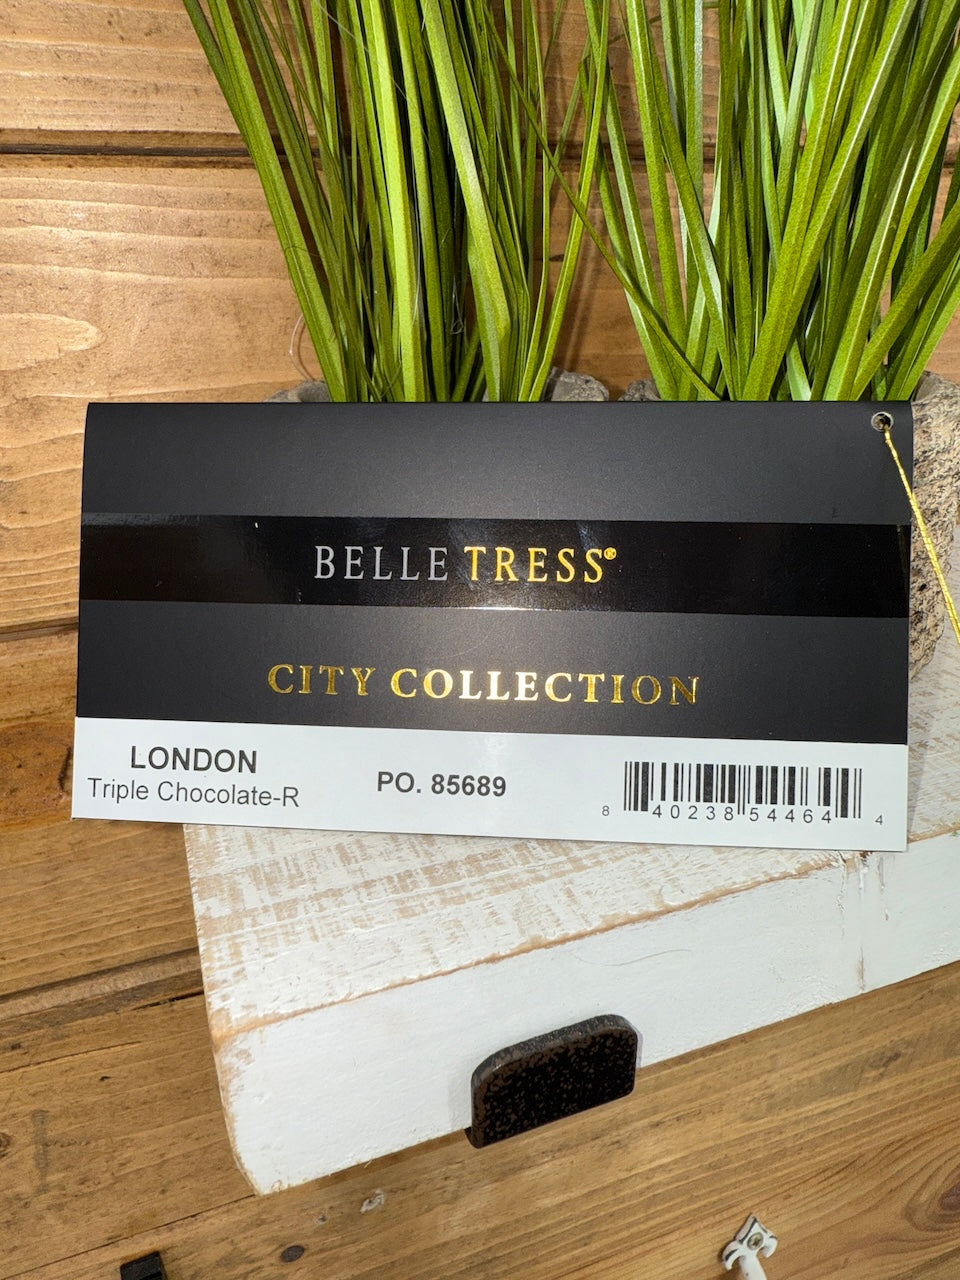 BELLE TRESS®
CITY COLLECTION
LONDON
Triple Chocolate-R
PO. 85689
8 40238 54464 4